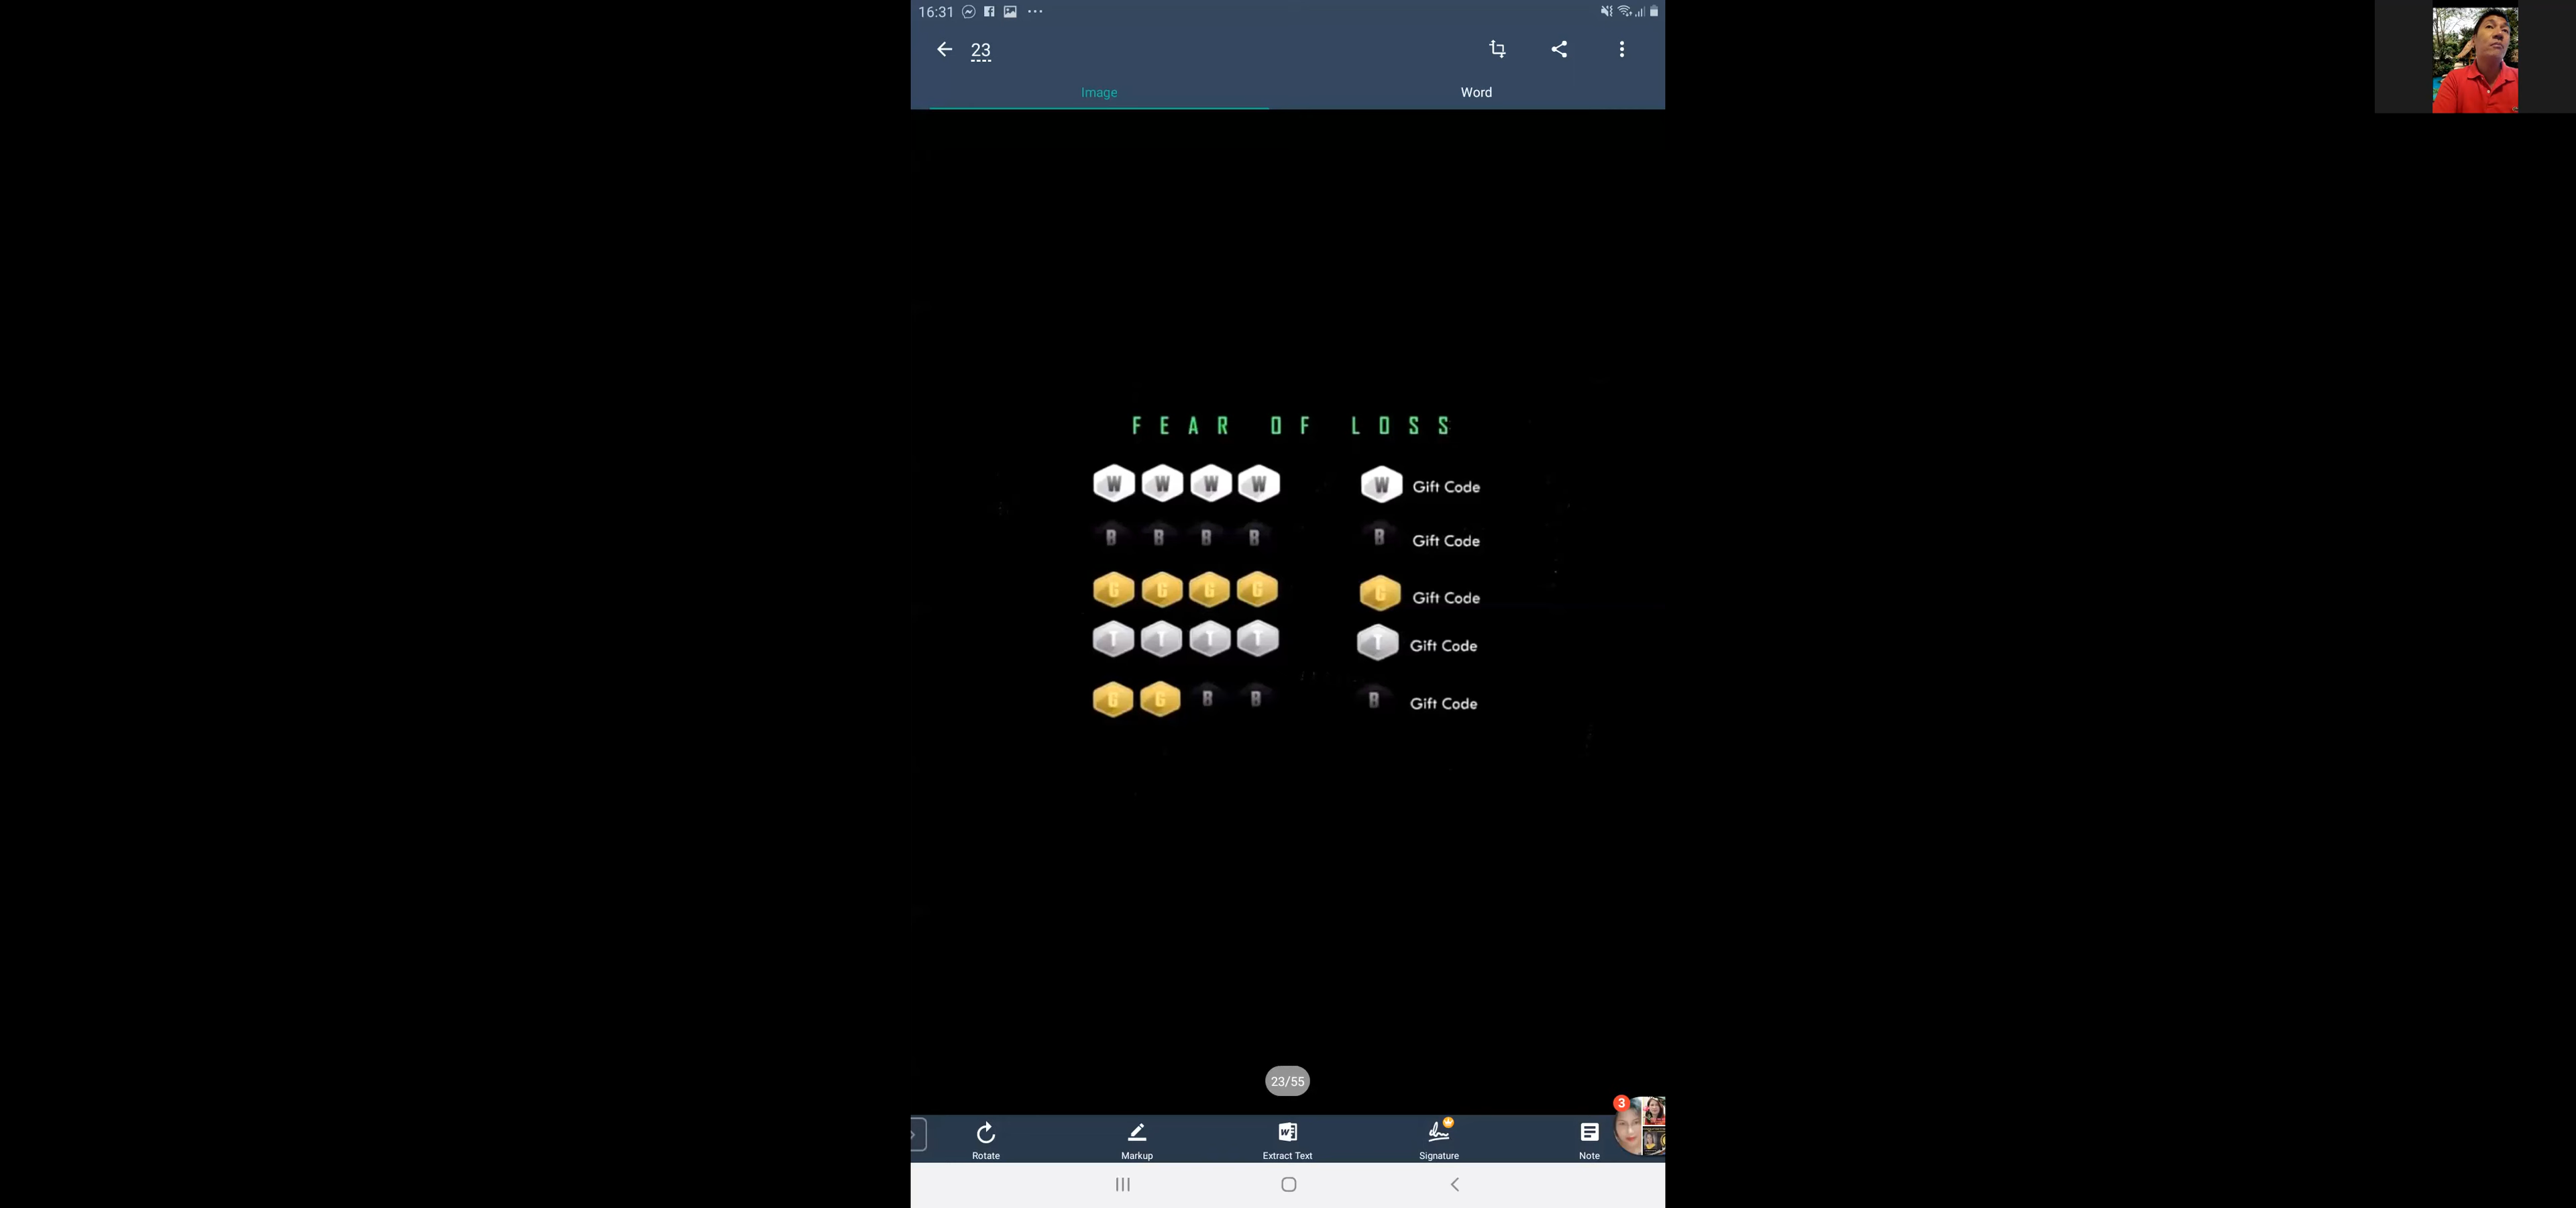 16:31
23
Image Word
FEAR OF LOSS
W W W W W Gift Code
B B B B B Gift Code
G G G G G Gift Code
T T T T T Gift Code
G G B B B Gift Code
23/55
3
Rotate Markup Extract Text Signature Note